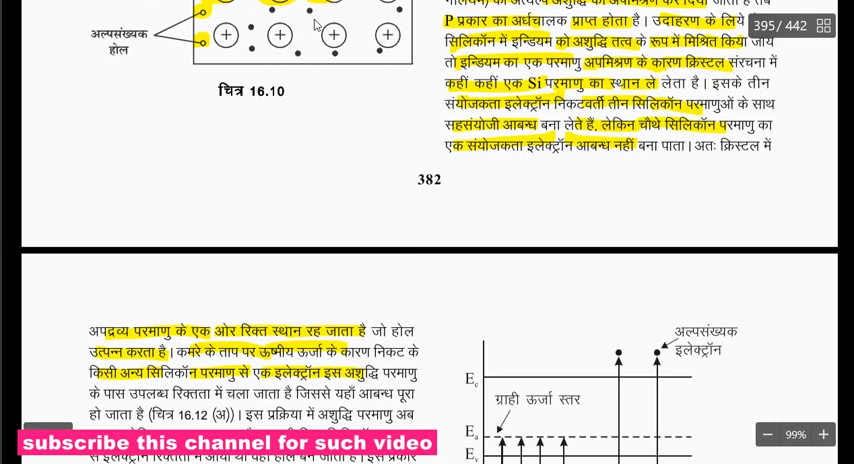 अल्पसंख्यक
होल
चित्र 16.10
P प्रकार का अर्धचालक प्राप्त होता है। उदाहरण के लिये
सिलिकॉन में इन्डियम को अशुद्धि तत्व के रूप में मिश्रित किया जाय
तो इन्डियम का एक परमाणु अपमिश्रण के कारण क्रिस्टल संरचना में
कहीं कहीं एक Si परमाणु का स्थान ले लेता है। इसके तीन
संयोजकता इलेक्ट्रॉन निकटवर्ती तीन सिलिकॉन परमाणुओं के साथ
सहसंयोजी आबन्ध बना लेते हैं, लेकिन चौथे सिलिकॉन परमाणु का
एक संयोजकता इलेक्ट्रॉन आबन्ध नहीं बना पाता। अतः क्रिस्टल में
395/442
382
अपद्रव्य परमाणु के एक ओर रिक्त स्थान रह जाता है जो होल
उत्पन्न करता है। कमरे के ताप पर ऊष्मीय ऊर्जा के कारण निकट के
किसी अन्य सिलिकॉन परमाणु से एक इलेक्ट्रॉन इस अशुद्धि परमाणु
के पास उपलब्ध रिक्तता में चला जाता है जिससे यहाँ आबन्ध पूरा
हो जाता है (चित्र 16.12 (अ))। इस प्रक्रिया में अशुद्धि परमाणु अब
subscribe this channel for such video
अल्पसंख्यक
इलेक्ट्रॉन
Ec
ग्राही ऊर्जा स्तर
Ea
Ev
99%